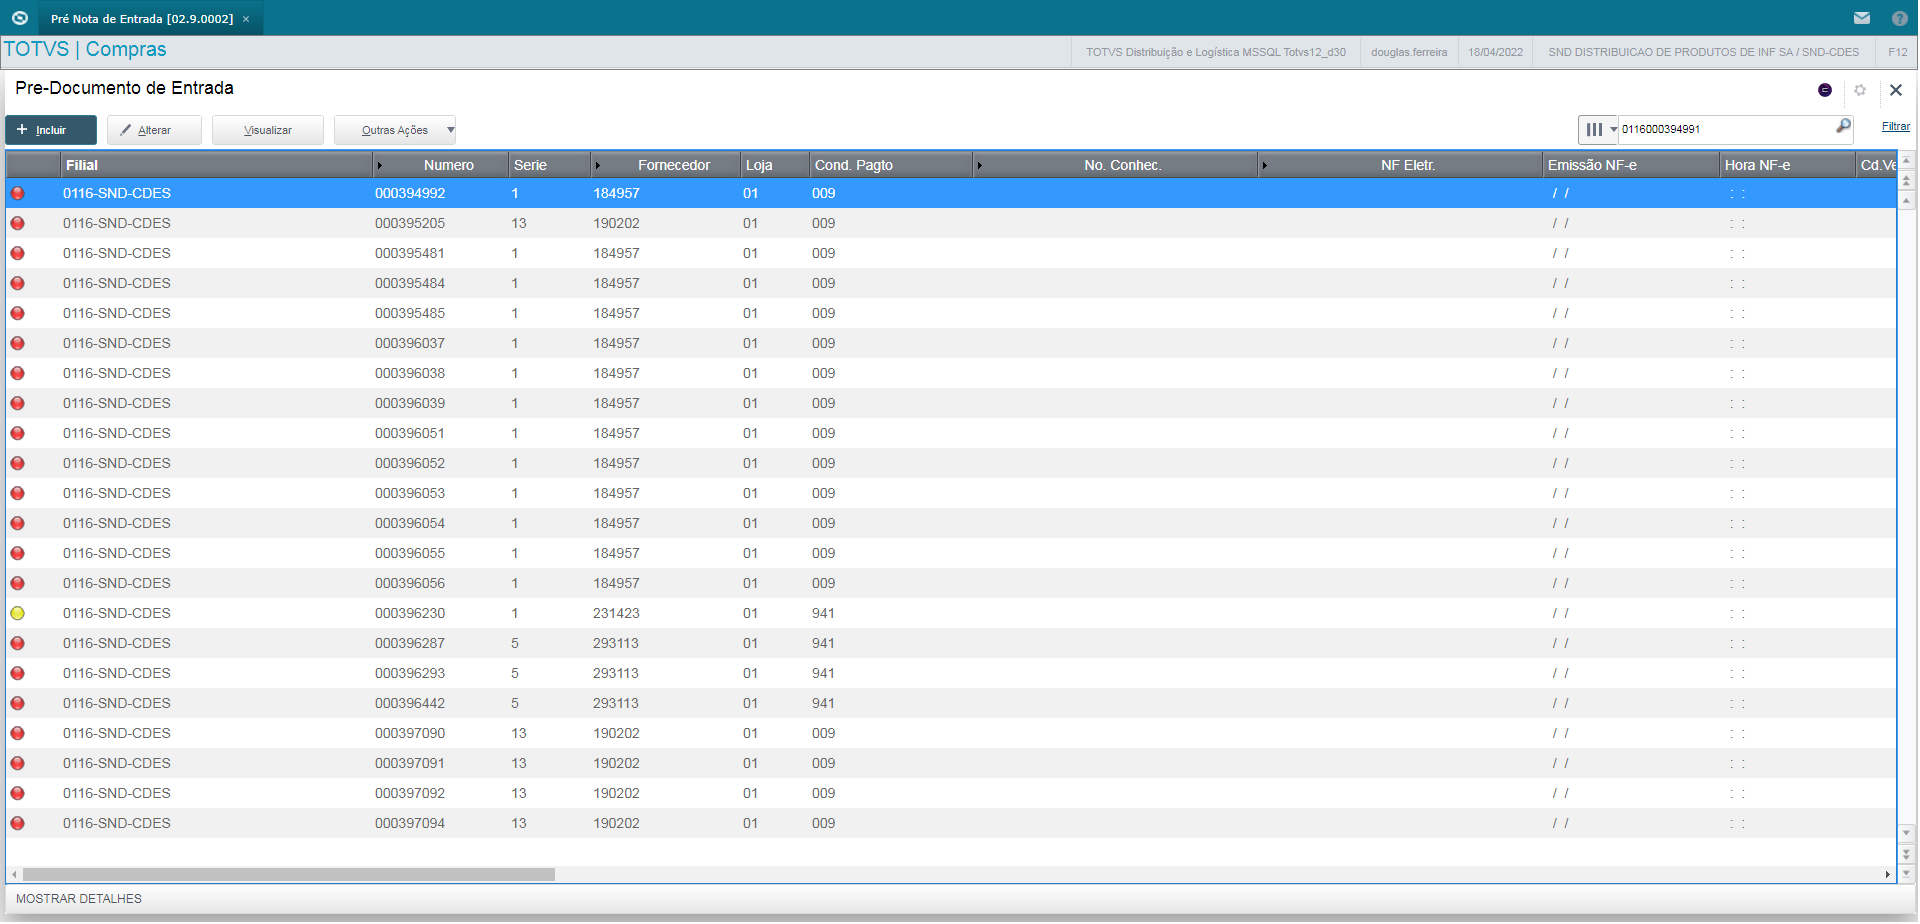 Pré Nota de Entrada [02.9.0002] ×
TOTVS | Compras
TOTVS Distribuição e Logística MSSQL Totvs12_d30 douglas.ferreira 18/04/2022 SND DISTRIBUICAO DE PRODUTOS DE INF SA / SND-CDES F12
Pre-Documento de Entrada
+ Incluir Alterar Visualizar Outras Ações 0116000394991 Filtrar
Filial Numero Serie Fornecedor Loja Cond. Pagto No. Conhec. NF Eletr. Emissão NF-e Hora NF-e Cd.Ve
0116-SND-CDES 000394992 1 184957 01 009 / / : :
0116-SND-CDES 000395205 13 190202 01 009 / / : :
0116-SND-CDES 000395481 1 184957 01 009 / / : :
0116-SND-CDES 000395484 1 184957 01 009 / / : :
0116-SND-CDES 000395485 1 184957 01 009 / / : :
0116-SND-CDES 000396037 1 184957 01 009 / / : :
0116-SND-CDES 000396038 1 184957 01 009 / / : :
0116-SND-CDES 000396039 1 184957 01 009 / / : :
0116-SND-CDES 000396051 1 184957 01 009 / / : :
0116-SND-CDES 000396052 1 184957 01 009 / / : :
0116-SND-CDES 000396053 1 184957 01 009 / / : :
0116-SND-CDES 000396054 1 184957 01 009 / / : :
0116-SND-CDES 000396055 1 184957 01 009 / / : :
0116-SND-CDES 000396056 1 184957 01 009 / / : :
0116-SND-CDES 000396230 1 231423 01 941 / / : :
0116-SND-CDES 000396287 5 293113 01 941 / / : :
0116-SND-CDES 000396293 5 293113 01 941 / / : :
0116-SND-CDES 000396442 5 293113 01 941 / / : :
0116-SND-CDES 000397090 13 190202 01 009 / / : :
0116-SND-CDES 000397091 13 190202 01 009 / / : :
0116-SND-CDES 000397092 13 190202 01 009 / / : :
0116-SND-CDES 000397094 13 190202 01 009 / / : :
MOSTRAR DETALHES